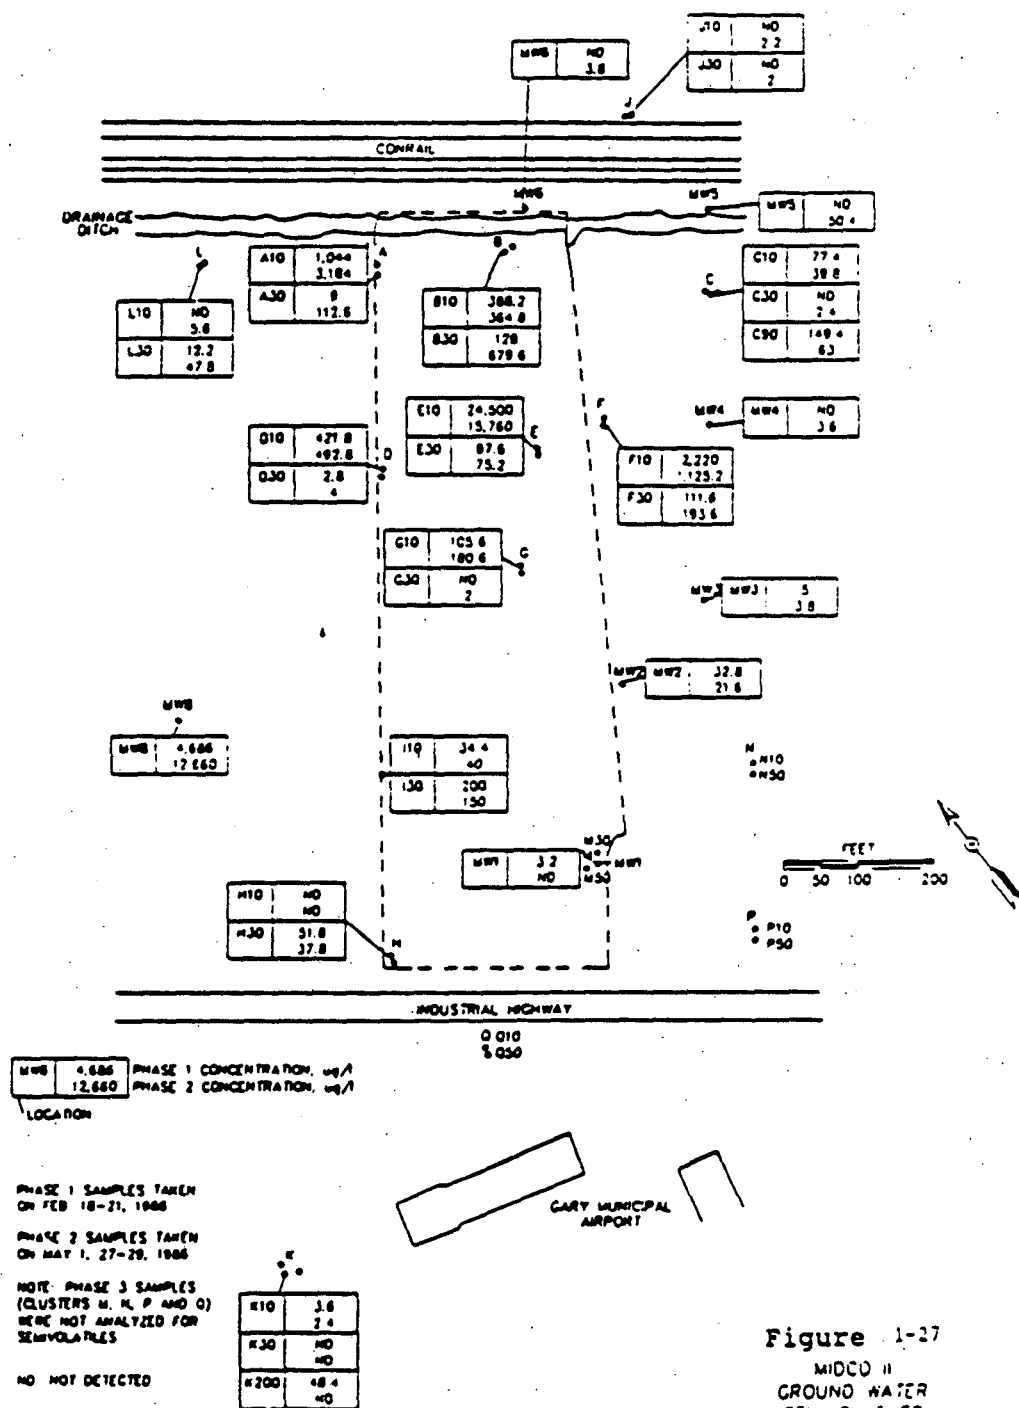 J10 ND
2.2
J30 ND
2
MW6 ND
3.8
J
CONRAIL
MW6
MW5
MW5 ND
50.4
DRAINAGE
DITCH
L
A10 1,044
3,184
A30 9
112.6
A
B
B10 366.2
364.8
B30 128
679.6
C
C10 77.4
39.8
C30 ND
2.4
C90 149.4
63
L10 ND
5.6
L30 12.2
47.8
E10 24,500
15,760
E30 87.6
75.2
E
F
MW4
MW4 ND
3.6
D10 427.8
492.8
D30 2.8
4
D
F10 2,220
1,125.2
F30 111.6
193.6
G10 105.6
180.6
G30 ND
2
G
MW3
MW3 5
3.8
MW2
MW2 32.8
21.6
MW8
MW8 4,686
12,660
I10 34.4
40
I30 200
150
N
N10
N50
MW1 3.2
ND
M30
MW1
M50
FEET
0 50 100 200
H10 ND
ND
H30 51.8
37.8
H
P
P10
P50
INDUSTRIAL HIGHWAY
Q10
Q50
MW8 4,686 PHASE 1 CONCENTRATION, ug/l
12,660 PHASE 2 CONCENTRATION, ug/l
LOCATION
PHASE 1 SAMPLES TAKEN
ON FEB 18-21, 1986
PHASE 2 SAMPLES TAKEN
ON MAY 1, 27-29, 1986
NOTE: PHASE 3 SAMPLES
(CLUSTERS M, N, P AND Q)
WERE NOT ANALYZED FOR
SEMIVOLATILES
ND NOT DETECTED
GARY MUNICIPAL
AIRPORT
K
K10 3.6
2.4
K30 ND
ND
K200 48.4
ND
Figure 1-27
MIDCO II
GROUND WATER